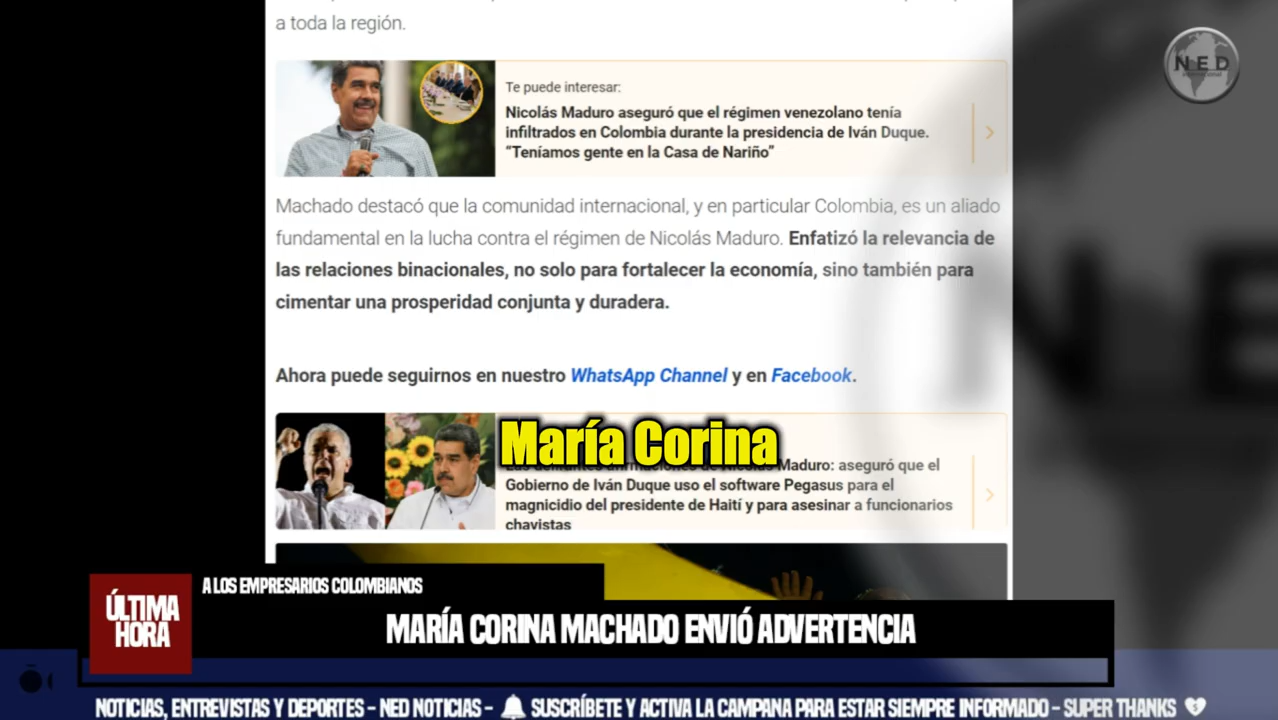 a toda la región.
NED
International
Te puede interesar:
Nicolás Maduro aseguró que el régimen venezolano tenía
infiltrados en Colombia durante la presidencia de Iván Duque.
“Teníamos gente en la Casa de Nariño”
Machado destacó que la comunidad internacional, y en particular Colombia, es un aliado
fundamental en la lucha contra el régimen de Nicolás Maduro. Enfatizó la relevancia de
las relaciones binacionales, no solo para fortalecer la economía, sino también para
cimentar una prosperidad conjunta y duradera.
Ahora puede seguirnos en nuestro WhatsApp Channel y en Facebook.
María Corina
Maduro: aseguró que el
Gobierno de Iván Duque uso el software Pegasus para el
magnicidio del presidente de Haití y para asesinar a funcionarios
chavistas
A LOS EMPRESARIOS COLOMBIANOS
ÚLTIMA
HORA
MARÍA CORINA MACHADO ENVIÓ ADVERTENCIA
NOTICIAS, ENTREVISTAS Y DEPORTES - NED NOTICIAS - SUSCRÍBETE Y ACTIVA LA CAMPANA PARA ESTAR SIEMPRE INFORMADO - SUPER THANKS